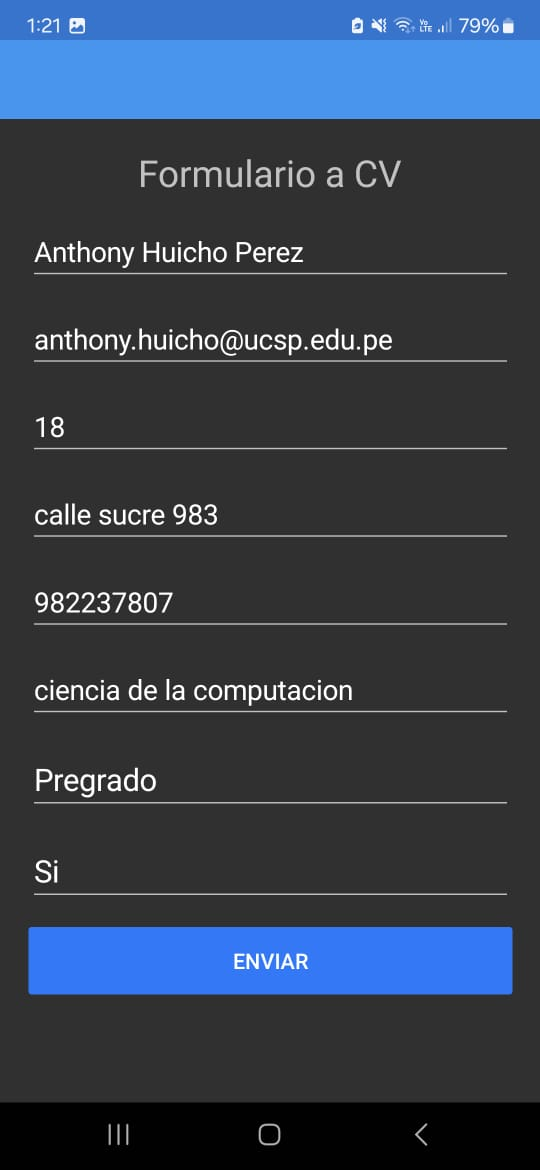 1:21 79%
Formulario a CV
Anthony Huicho Perez
anthony.huicho@ucsp.edu.pe
18
calle sucre 983
982237807
ciencia de la computacion
Pregrado
Si
ENVIAR